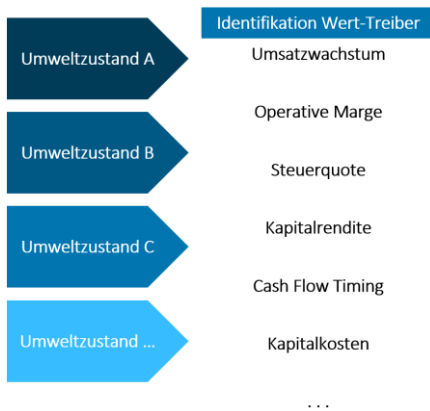 Identifikation Wert-Treiber
Umweltzustand A
Umsatzwachstum
Operative Marge
Umweltzustand B
Steuerquote
Kapitalrendite
Umweltzustand C
Cash Flow Timing
Umweltzustand ...
Kapitalkosten
...